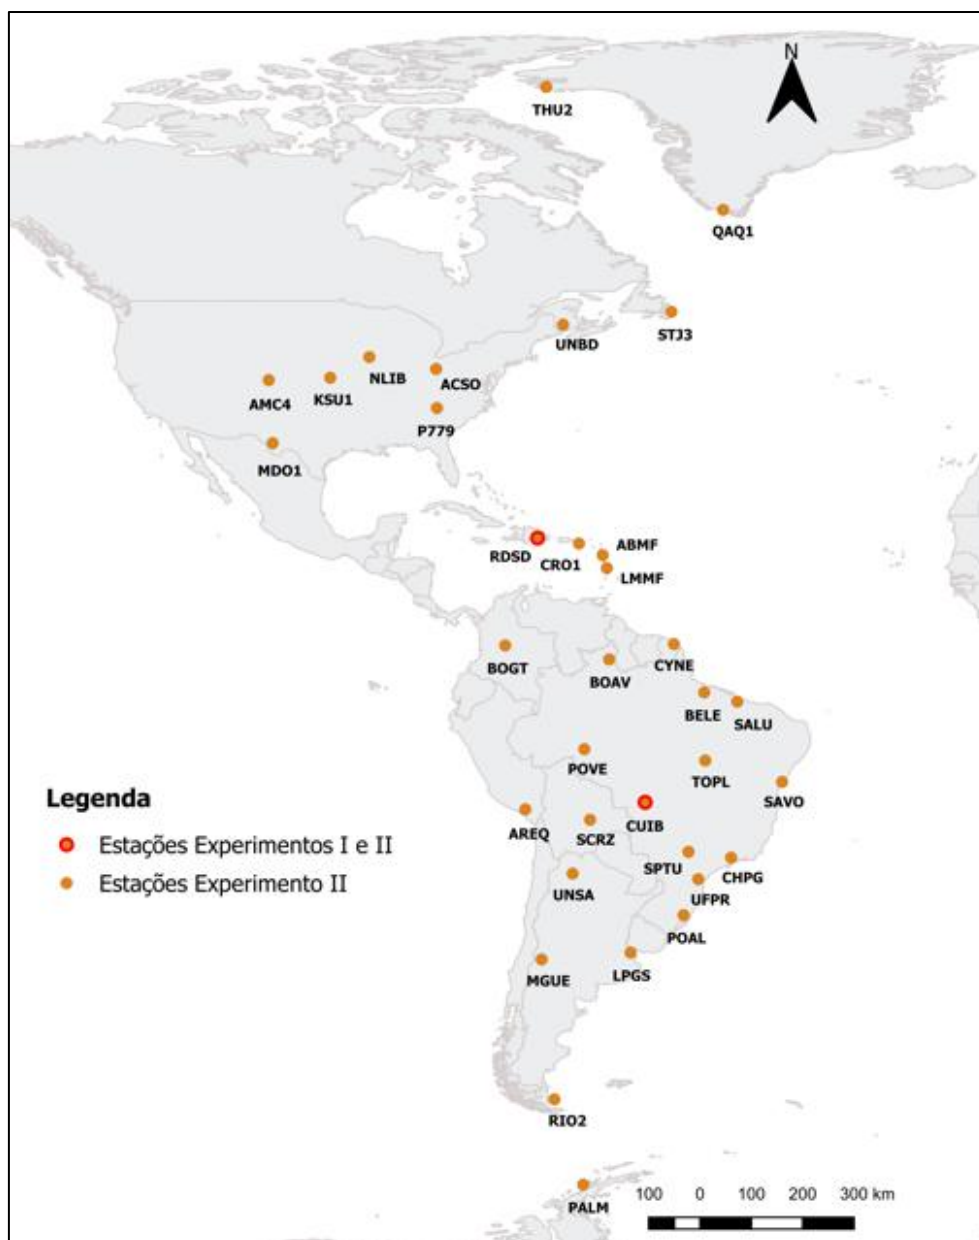 N
THU2
QAQ1
STJ3
UNBD
NLIB
ACSO
AMC4
KSU1
P779
MDO1
RDSD
CRO1
ABMF
LMMF
BOGT
BOAV
CYNE
BELE
SALU
POVE
TOPL
SAVO
Legenda
AREQ
SCRZ
CUIB
Estações Experimentos I e II
SPTU
CHPG
Estações Experimento II
UNSA
UFPR
POAL
MGUE
LPGS
RIO2
PALM
100 0 100 200 300 km